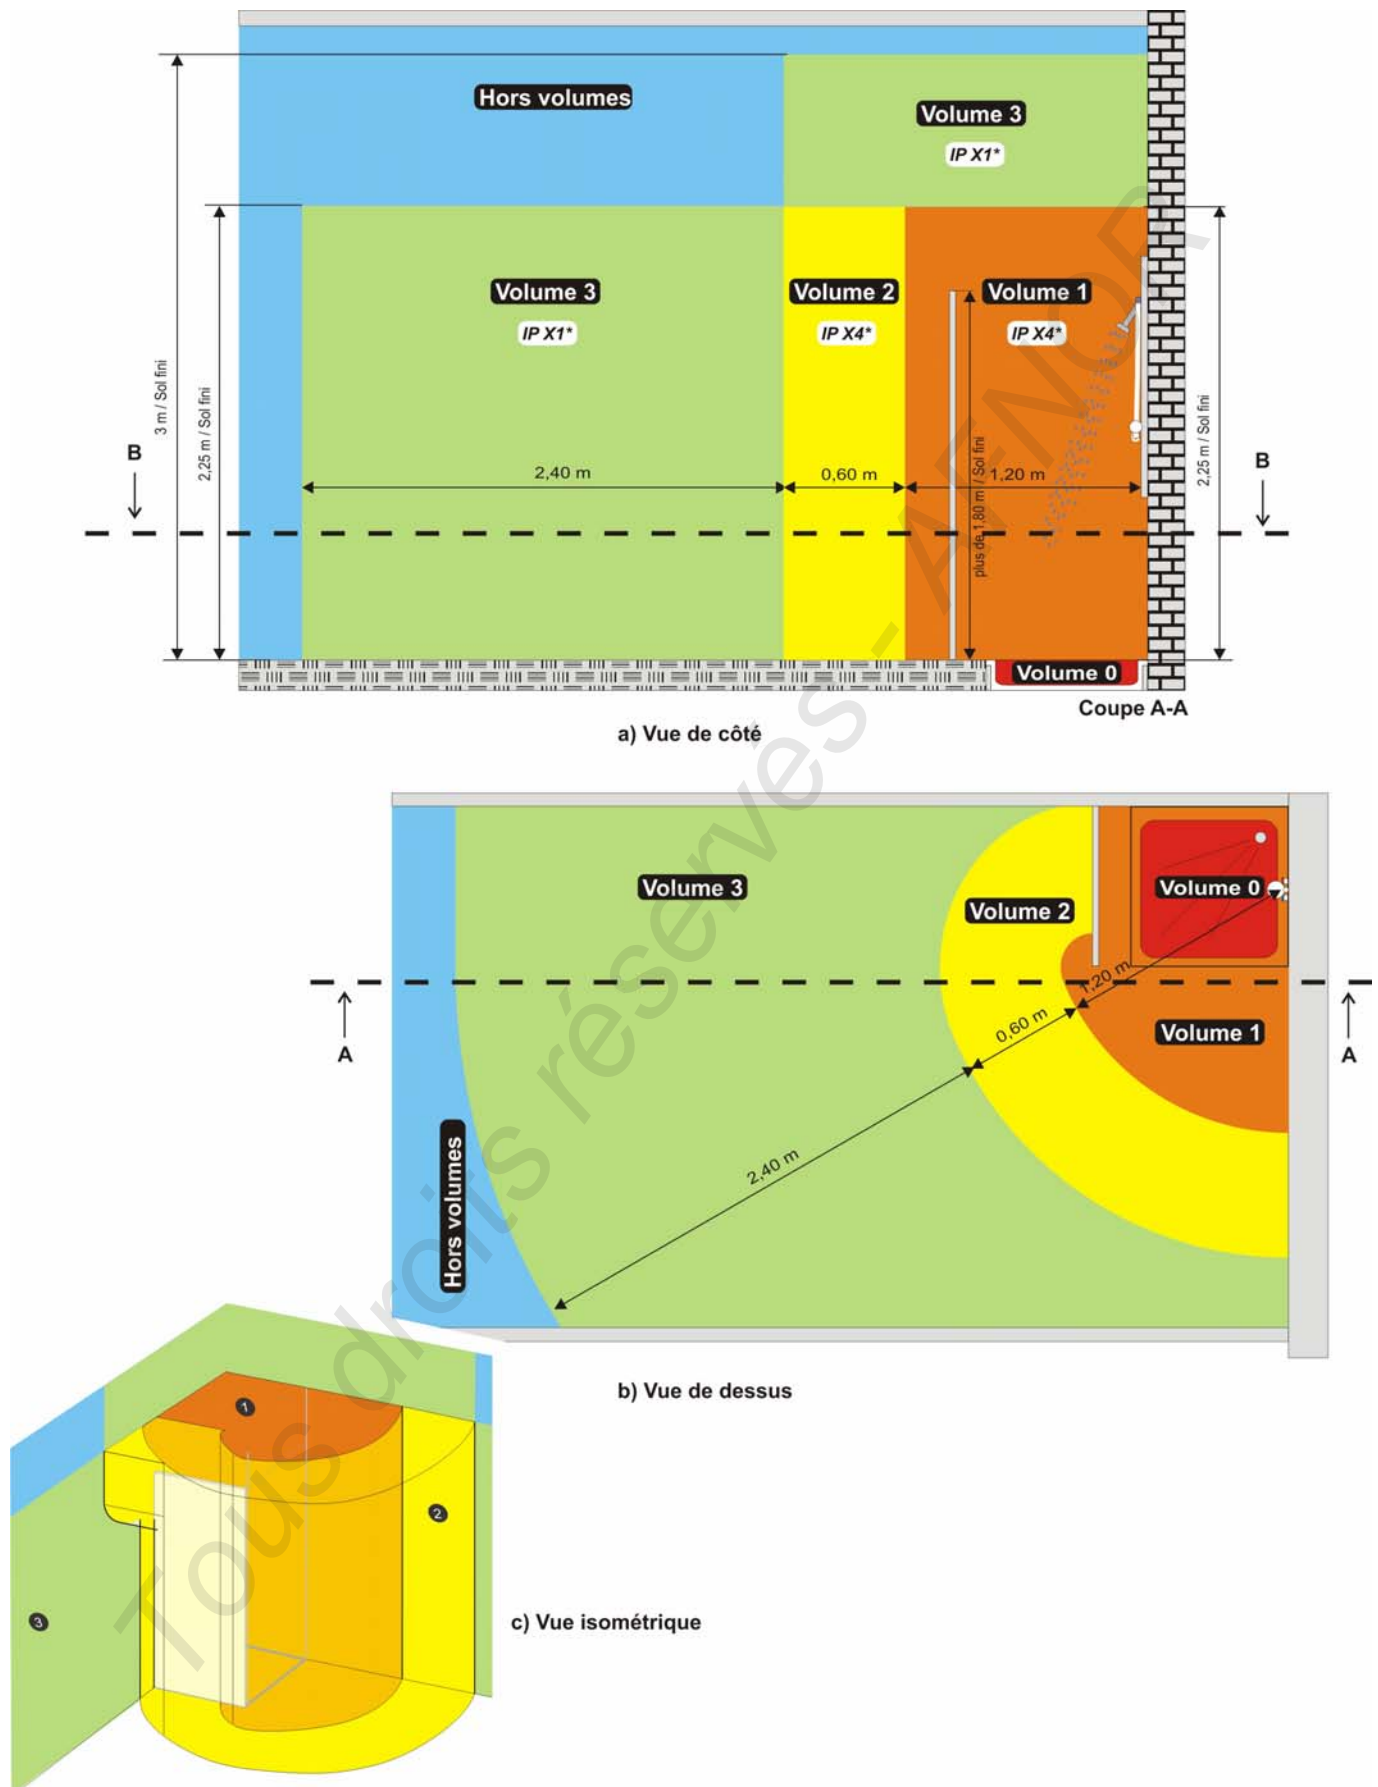 Hors volumes
Volume 3
IP X1*
Volume 3
IP X1*
Volume 2
IP X4*
Volume 1
IP X4*
3 m / Sol fini
2,25 m / Sol fini
plus de 1,80 m / Sol fini
2,25 m / Sol fini
B
B
2,40 m
0,60 m
1,20 m
Volume 0
Coupe A-A
a) Vue de côté
Volume 3
Volume 2
Volume 0
1,20 m
0,60 m
Volume 1
A
A
2,40 m
Hors volumes
b) Vue de dessus
1
2
3
c) Vue isométrique
Tous droits réservés - AFNOR